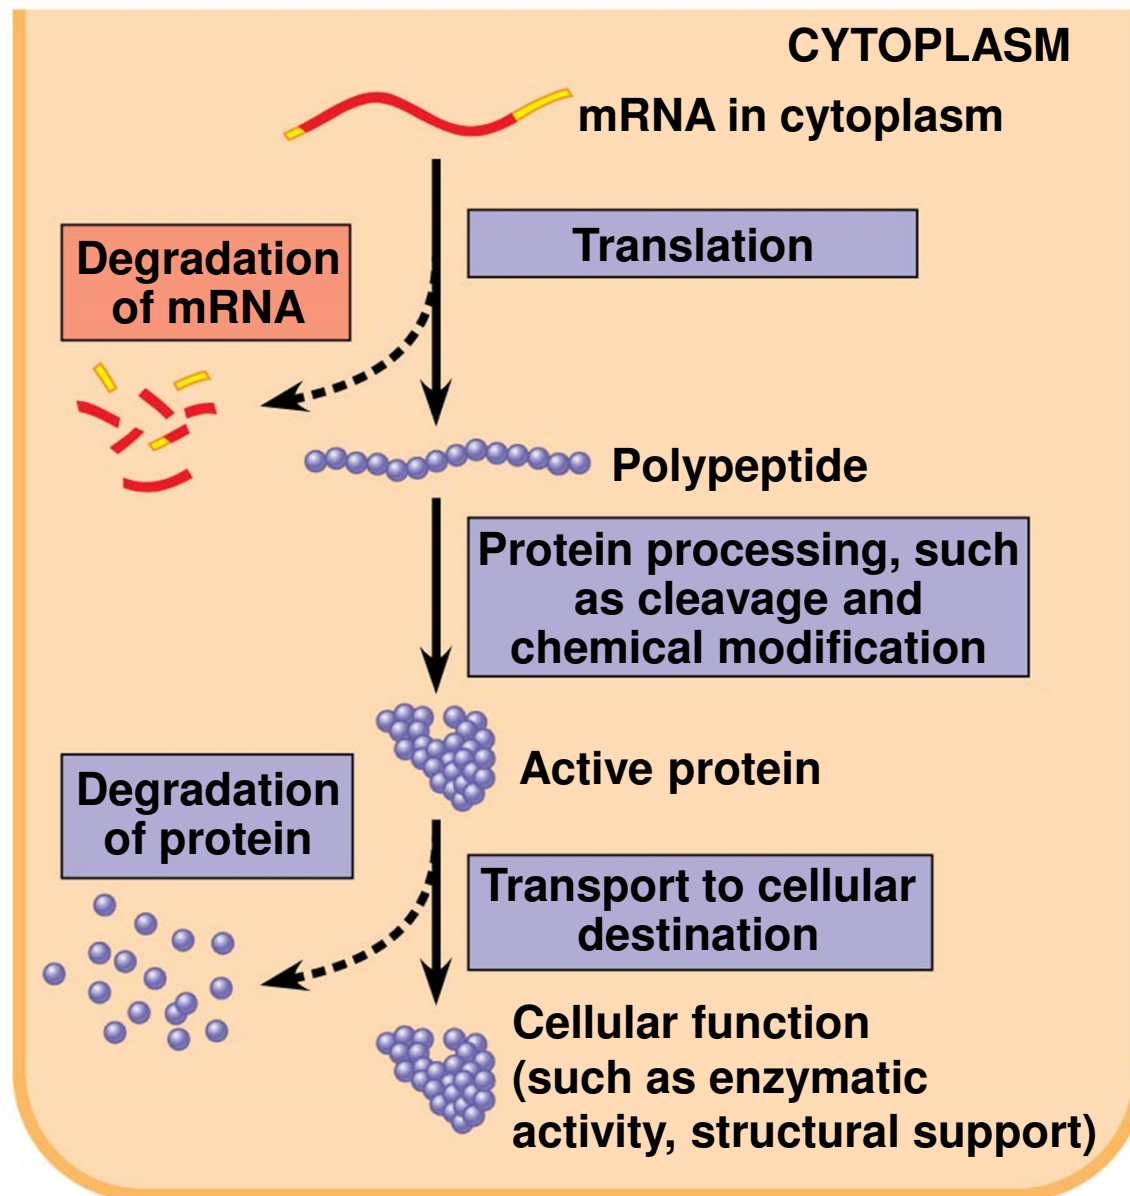 CYTOPLASM
mRNA in cytoplasm
Translation
Degradation
of mRNA
Polypeptide
Protein processing, such
as cleavage and
chemical modification
Active protein
Degradation
of protein
Transport to cellular
destination
Cellular function
(such as enzymatic
activity, structural support)